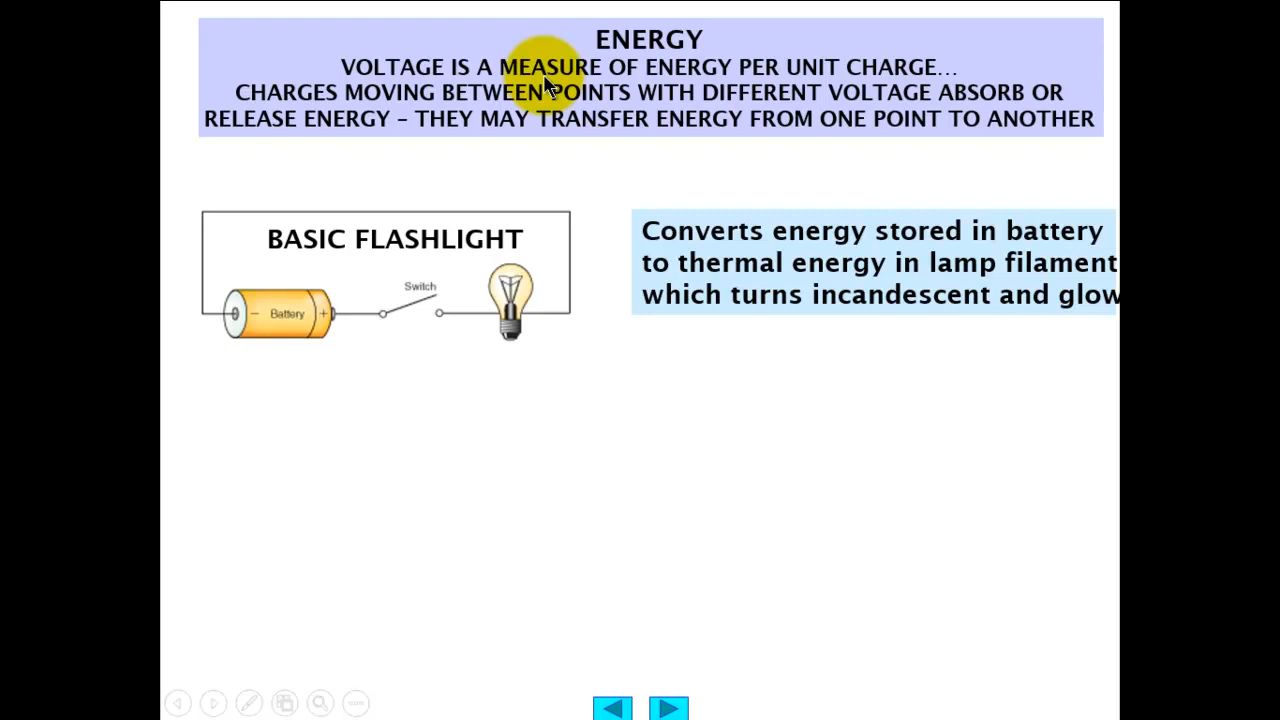 ENERGY
VOLTAGE IS A MEASURE OF ENERGY PER UNIT CHARGE…
CHARGES MOVING BETWEEN POINTS WITH DIFFERENT VOLTAGE ABSORB OR
RELEASE ENERGY – THEY MAY TRANSFER ENERGY FROM ONE POINT TO ANOTHER
BASIC FLASHLIGHT
Switch
− Battery +
Converts energy stored in battery
to thermal energy in lamp filament
which turns incandescent and glow